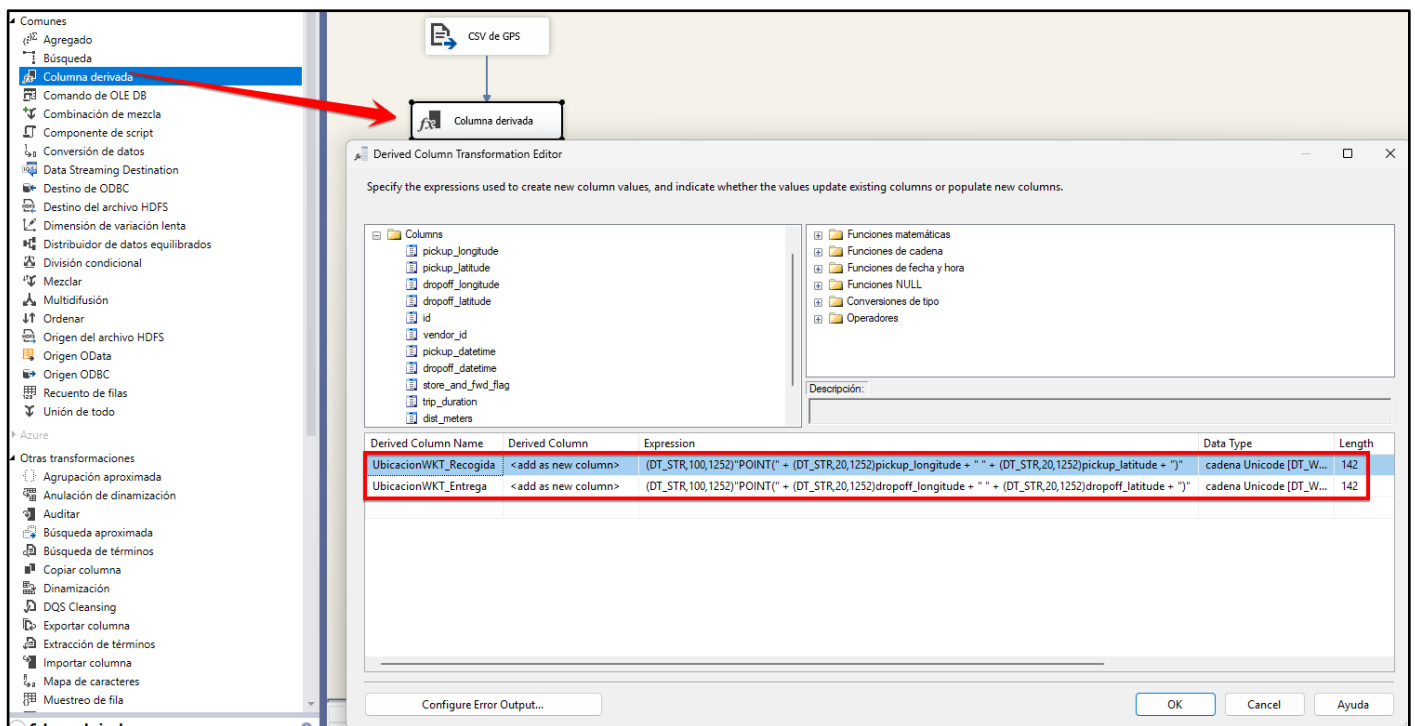 Comunes
Agregado
Búsqueda
Columna derivada
Comando de OLE DB
Combinación de mezcla
Componente de script
Conversión de datos
Data Streaming Destination
Destino de ODBC
Destino del archivo HDFS
Dimensión de variación lenta
Distribuidor de datos equilibrados
División condicional
Mezclar
Multidifusión
Ordenar
Origen del archivo HDFS
Origen OData
Origen ODBC
Recuento de filas
Unión de todo
Azure
Otras transformaciones
Agrupación aproximada
Anulación de dinamización
Auditar
Búsqueda aproximada
Búsqueda de términos
Copiar columna
Dinamización
DQS Cleansing
Exportar columna
Extracción de términos
Importar columna
Mapa de caracteres
Muestreo de fila
CSV de GPS
Columna derivada
Derived Column Transformation Editor
Specify the expressions used to create new column values, and indicate whether the values update existing columns or populate new columns.
Columns
pickup_longitude
pickup_latitude
dropoff_longitude
dropoff_latitude
id
vendor_id
pickup_datetime
dropoff_datetime
store_and_fwd_flag
trip_duration
dist_meters
Funciones matemáticas
Funciones de cadena
Funciones de fecha y hora
Funciones NULL
Conversiones de tipo
Operadores
Descripción:
Derived Column Name Derived Column Expression Data Type Length
UbicacionWKT_Recogida <add as new column> (DT_STR,100,1252)"POINT(" + (DT_STR,20,1252)pickup_longitude + " " + (DT_STR,20,1252)pickup_latitude + ")" cadena Unicode [DT_W... 142
UbicacionWKT_Entrega <add as new column> (DT_STR,100,1252)"POINT(" + (DT_STR,20,1252)dropoff_longitude + " " + (DT_STR,20,1252)dropoff_latitude + ")" cadena Unicode [DT_W... 142
Configure Error Output... OK Cancel Ayuda